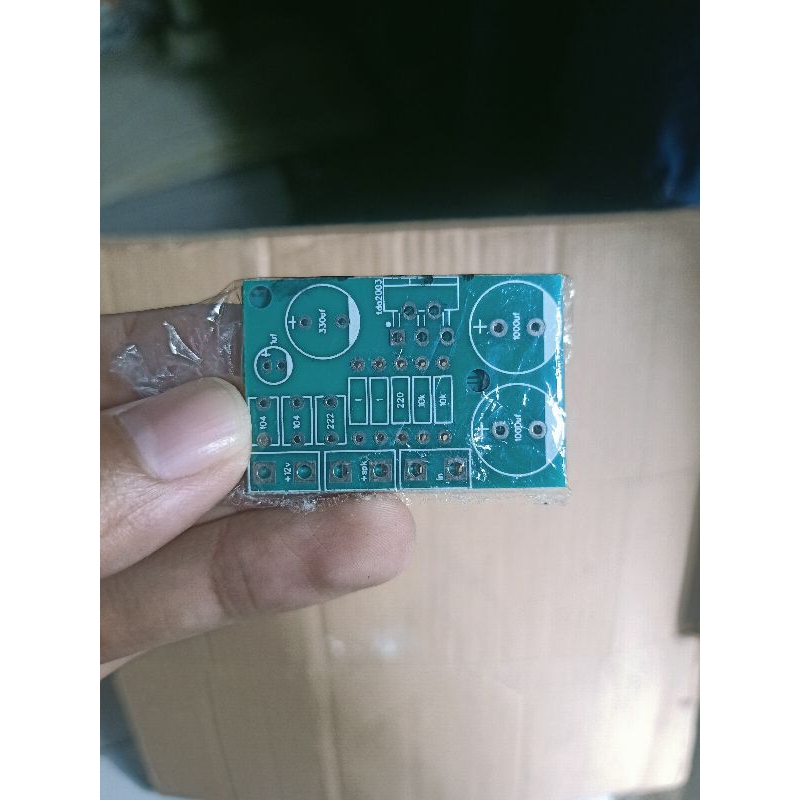 tda2003
330uf
1uf
1000uf
1000uf
1
1
220
10k
10k
104
104
222
+12v
+spk
in